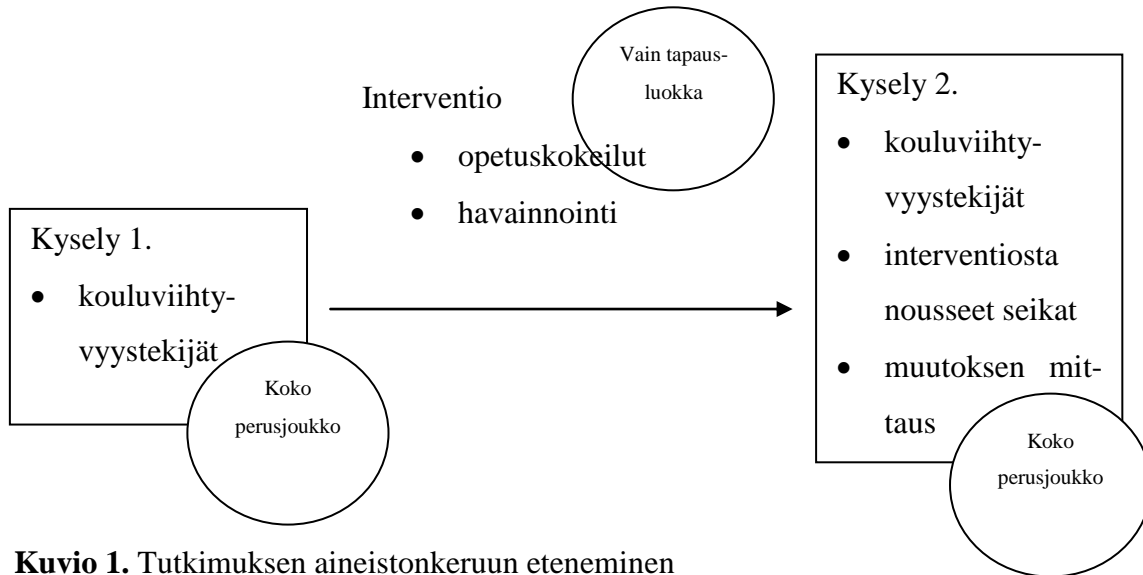 Kysely 1.
• kouluviihty-
vyystekijät
Koko
perusjoukko
Interventio
• opetuskokeilut
• havainnointi
Vain tapaus-
luokka
Kysely 2.
• kouluviihty-
vyystekijät
• interventiosta
nousseet seikat
• muutoksen mit-
taus
Koko
perusjoukko
Kuvio 1. Tutkimuksen aineistonkeruun eteneminen